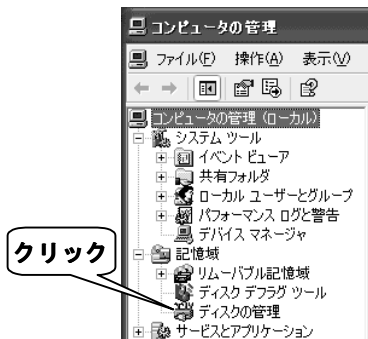 コンピュータの管理
ファイル(F) 操作(A) 表示(V)
コンピュータの管理 (ローカル)
システム ツール
イベント ビューア
共有フォルダ
ローカル ユーザーとグループ
パフォーマンス ログと警告
デバイス マネージャ
クリック
記憶域
リムーバブル記憶域
ディスク デフラグ ツール
ディスクの管理
サービスとアプリケーション